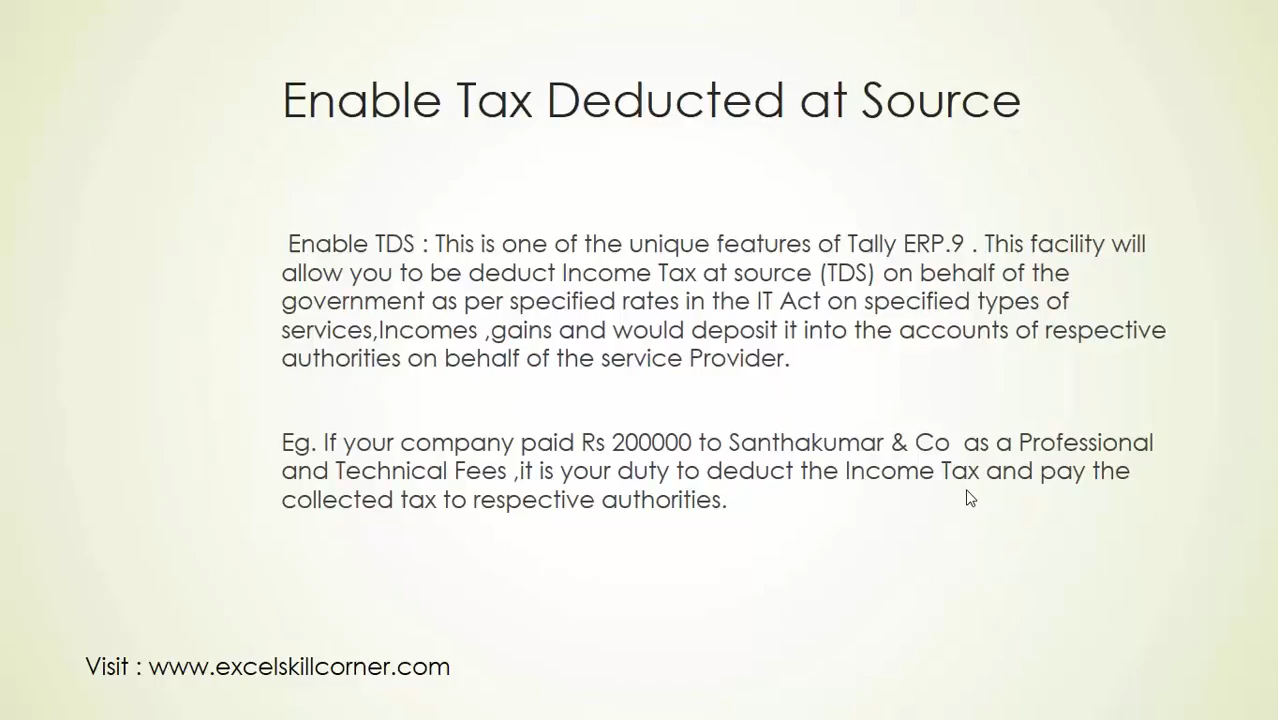 Enable Tax Deducted at Source
Enable TDS : This is one of the unique features of Tally ERP.9 . This facility will
allow you to be deduct Income Tax at source (TDS) on behalf of the
government as per specified rates in the IT Act on specified types of
services,Incomes ,gains and would deposit it into the accounts of respective
authorities on behalf of the service Provider.
Eg. If your company paid Rs 200000 to Santhakumar & Co  as a Professional
and Technical Fees ,it is your duty to deduct the Income Tax and pay the
collected tax to respective authorities.
Visit : www.excelskillcorner.com